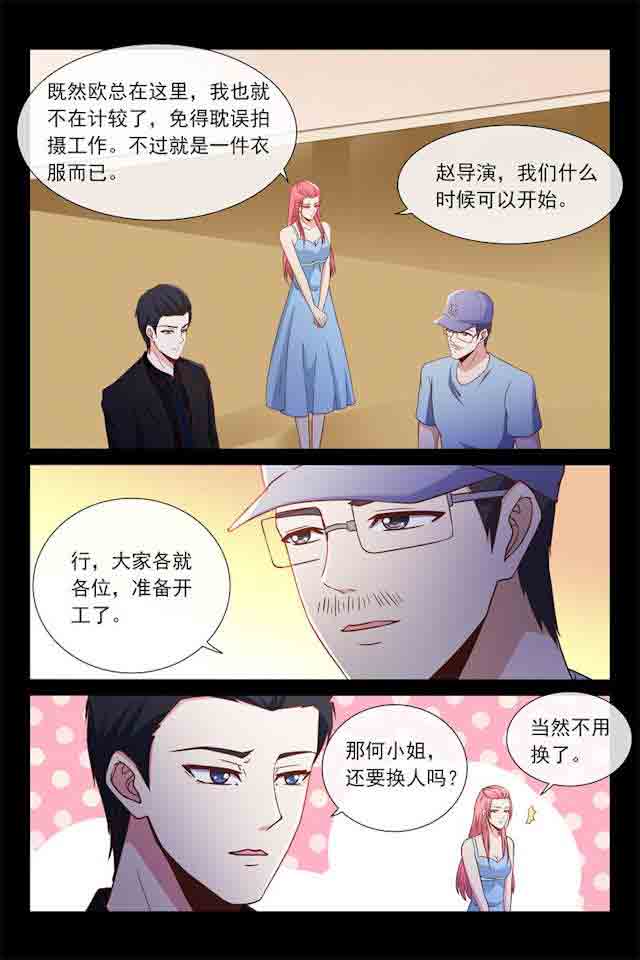 既然欧总在这里，我也就
不在计较了，免得耽误拍
摄工作。不过就是一件衣
服而已。
赵导演，我们什么
时候可以开始。
行，大家各就
各位，准备开
工了。
那何小姐，
还要换人吗？
当然不用
换了。